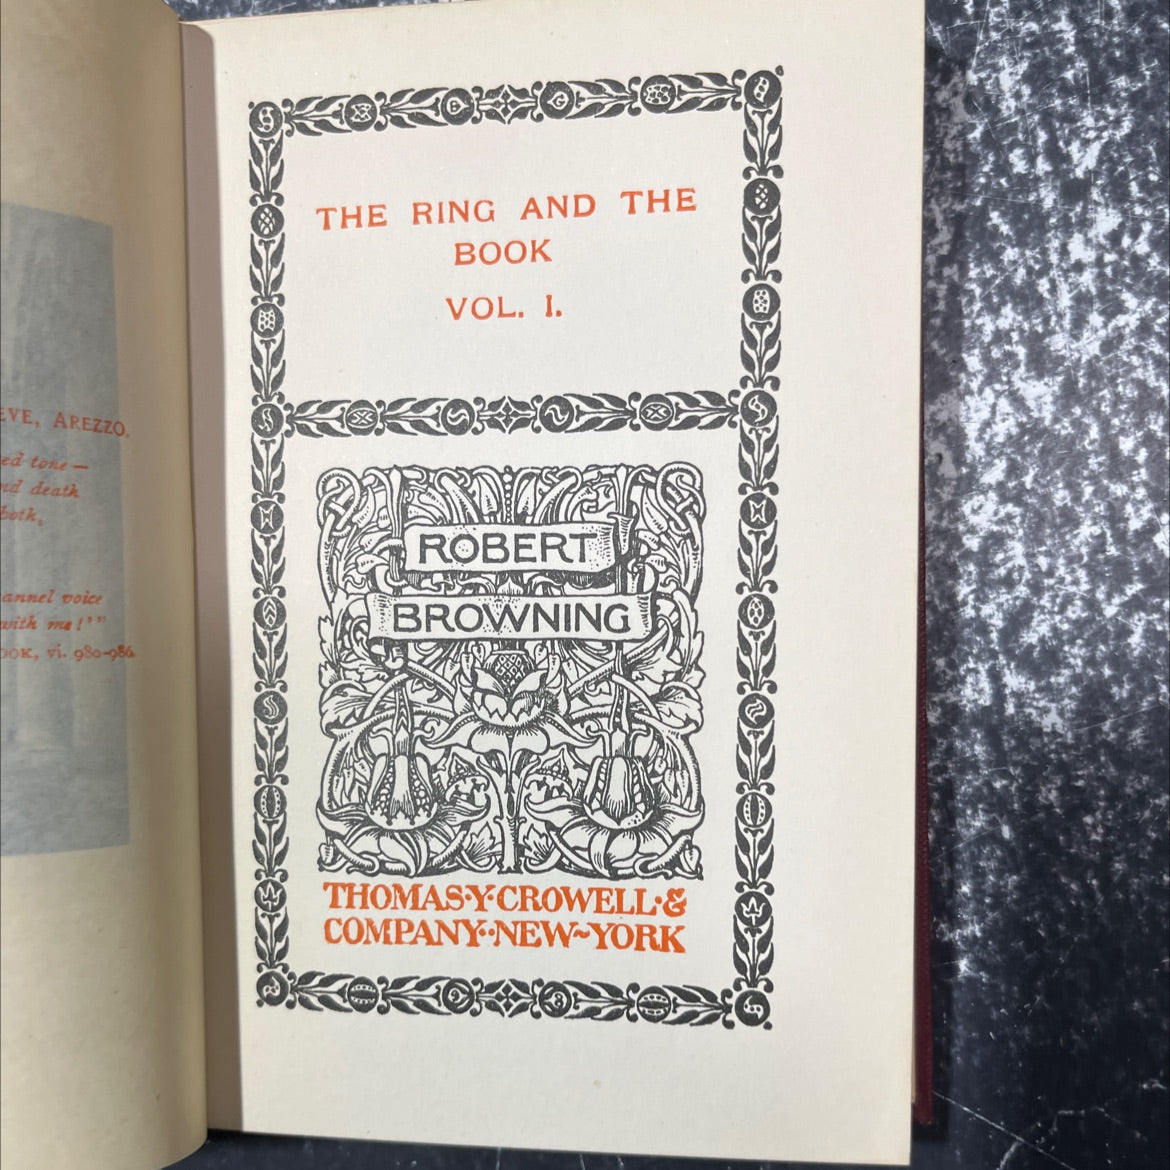 EVE, AREZZO.
ed tone—
nd death
both,
annel voice
with me!'"
OOK, vi. 980-986.
THE RING AND THE
BOOK
VOL. I.
ROBERT
BROWNING
THOMAS·Y·CROWELL·&
COMPANY··NEW~YORK